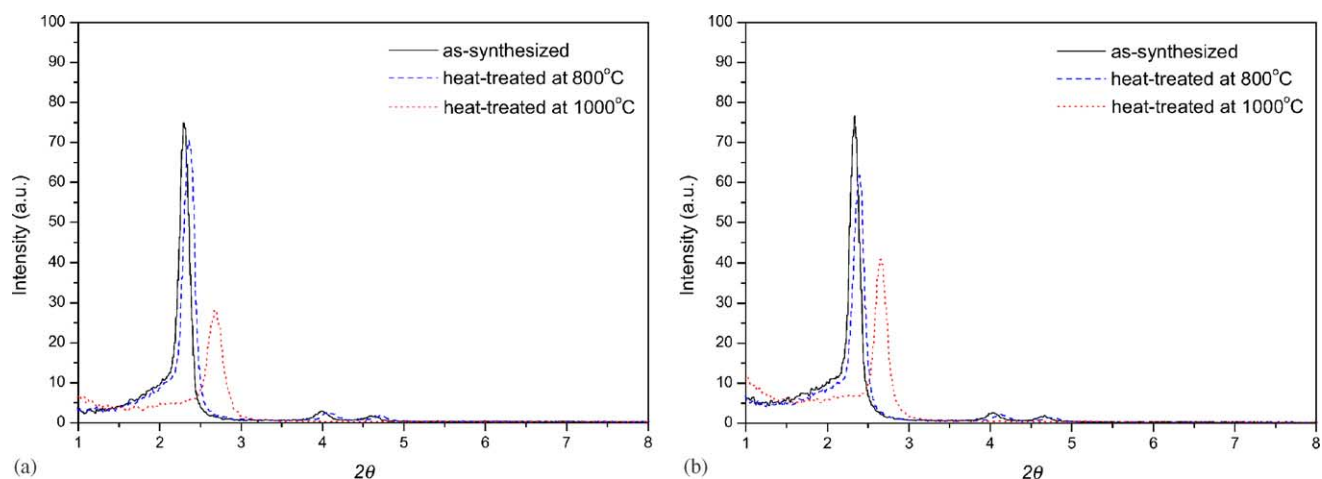 100
90
80
70
60
50
40
30
20
10
0
Intensity (a.u.)
as-synthesized
heat-treated at 800°C
heat-treated at 1000°C
1 2 3 4 5 6 7 8
2θ
(a)
100
90
80
70
60
50
40
30
20
10
0
Intensity (a.u.)
as-synthesized
heat-treated at 800°C
heat-treated at 1000°C
1 2 3 4 5 6 7 8
2θ
(b)